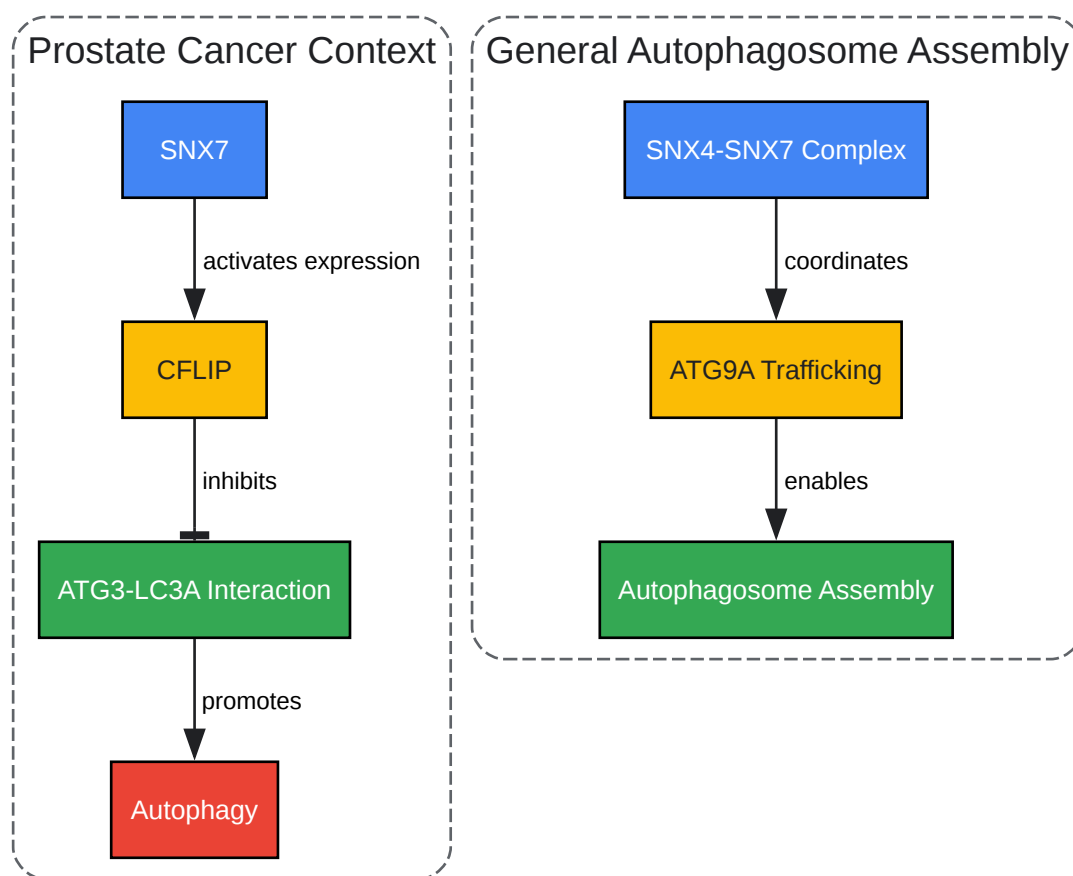 Prostate Cancer Context
SNX7
activates expression
CFLIP
inhibits
ATG3-LC3A Interaction
promotes
Autophagy
General Autophagosome Assembly
SNX4-SNX7 Complex
coordinates
ATG9A Trafficking
enables
Autophagosome Assembly